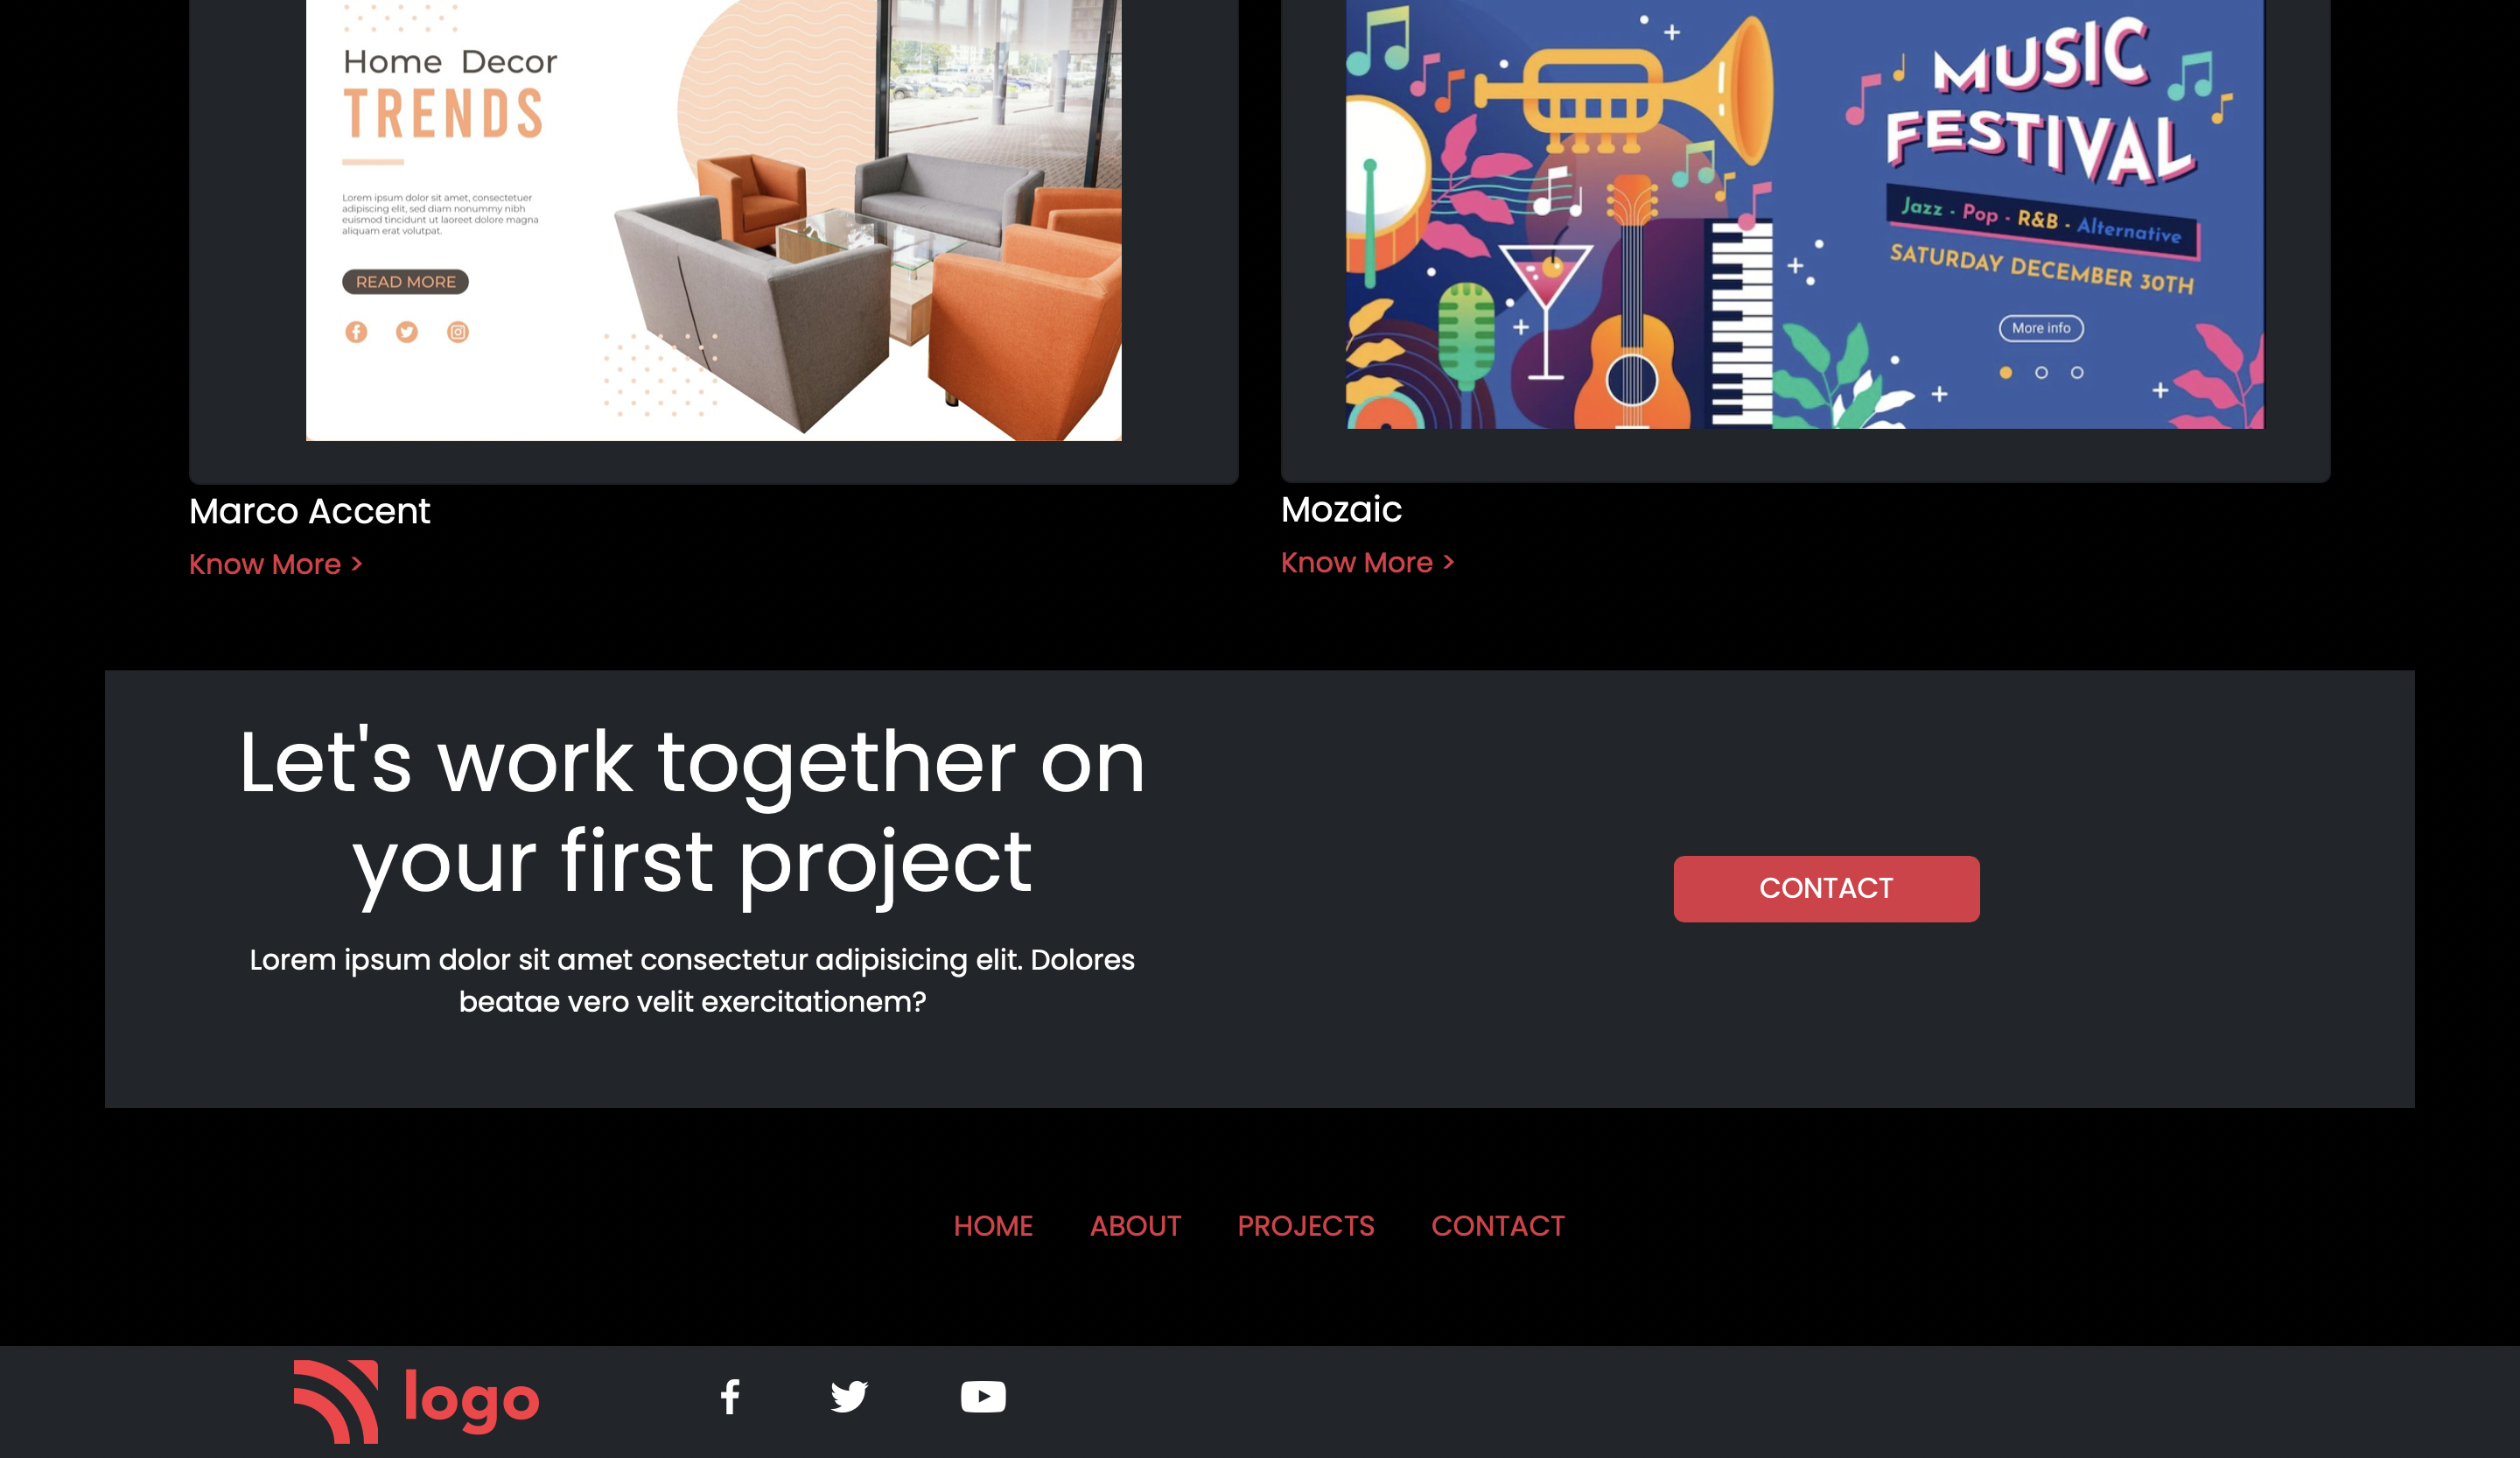 Home Decor
TRENDS
Lorem ipsum dolor sit amet, consectetuer
adipiscing elit, sed diam nonummy nibh
euismod tincidunt ut laoreet dolore magna
aliquam erat volutpat.
READ MORE
MUSIC
FESTIVAL
Jazz - Pop - R&B - Alternative
SATURDAY DECEMBER 30TH
More info
Marco Accent
Know More >
Mozaic
Know More >
Let's work together on
your first project
Lorem ipsum dolor sit amet consectetur adipisicing elit. Dolores
beatae vero velit exercitationem?
CONTACT
HOME ABOUT PROJECTS CONTACT
logo